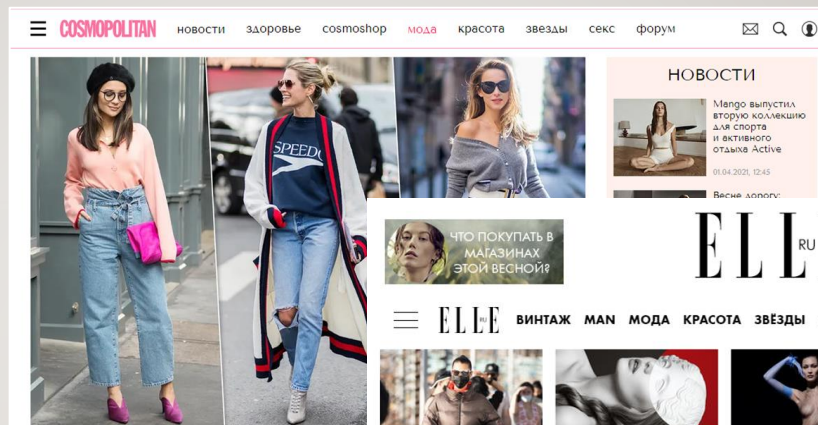 COSMOPOLITAN новости здоровье cosmoshop мода красота звезды секс форум
НОВОСТИ
Mango выпустил
вторую коллекцию
для спорта
и активного
отдыха Active
01.04.2021, 12:45
Весне дорогу:
SPEEDO
ЧТО ПОКУПАТЬ В
МАГАЗИНАХ
ЭТОЙ ВЕСНОЙ?
ELL
RU
ELLE RU ВИНТАЖ MAN МОДА КРАСОТА ЗВЁЗДЫ